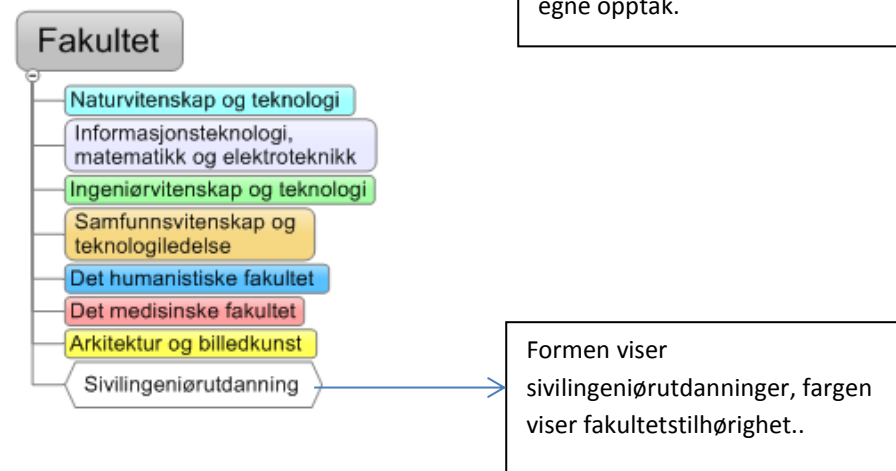 egne opptak.
Fakultet
Naturvitenskap og teknologi
Informasjonsteknologi,
matematikk og elektroteknikk
Ingeniørvitenskap og teknologi
Samfunnsvitenskap og
teknologiledelse
Det humanistiske fakultet
Det medisinske fakultet
Arkitektur og billedkunst
Sivilingeniørutdanning
Formen viser
sivilingeniørutdanninger, fargen
viser fakultetstilhørighet..